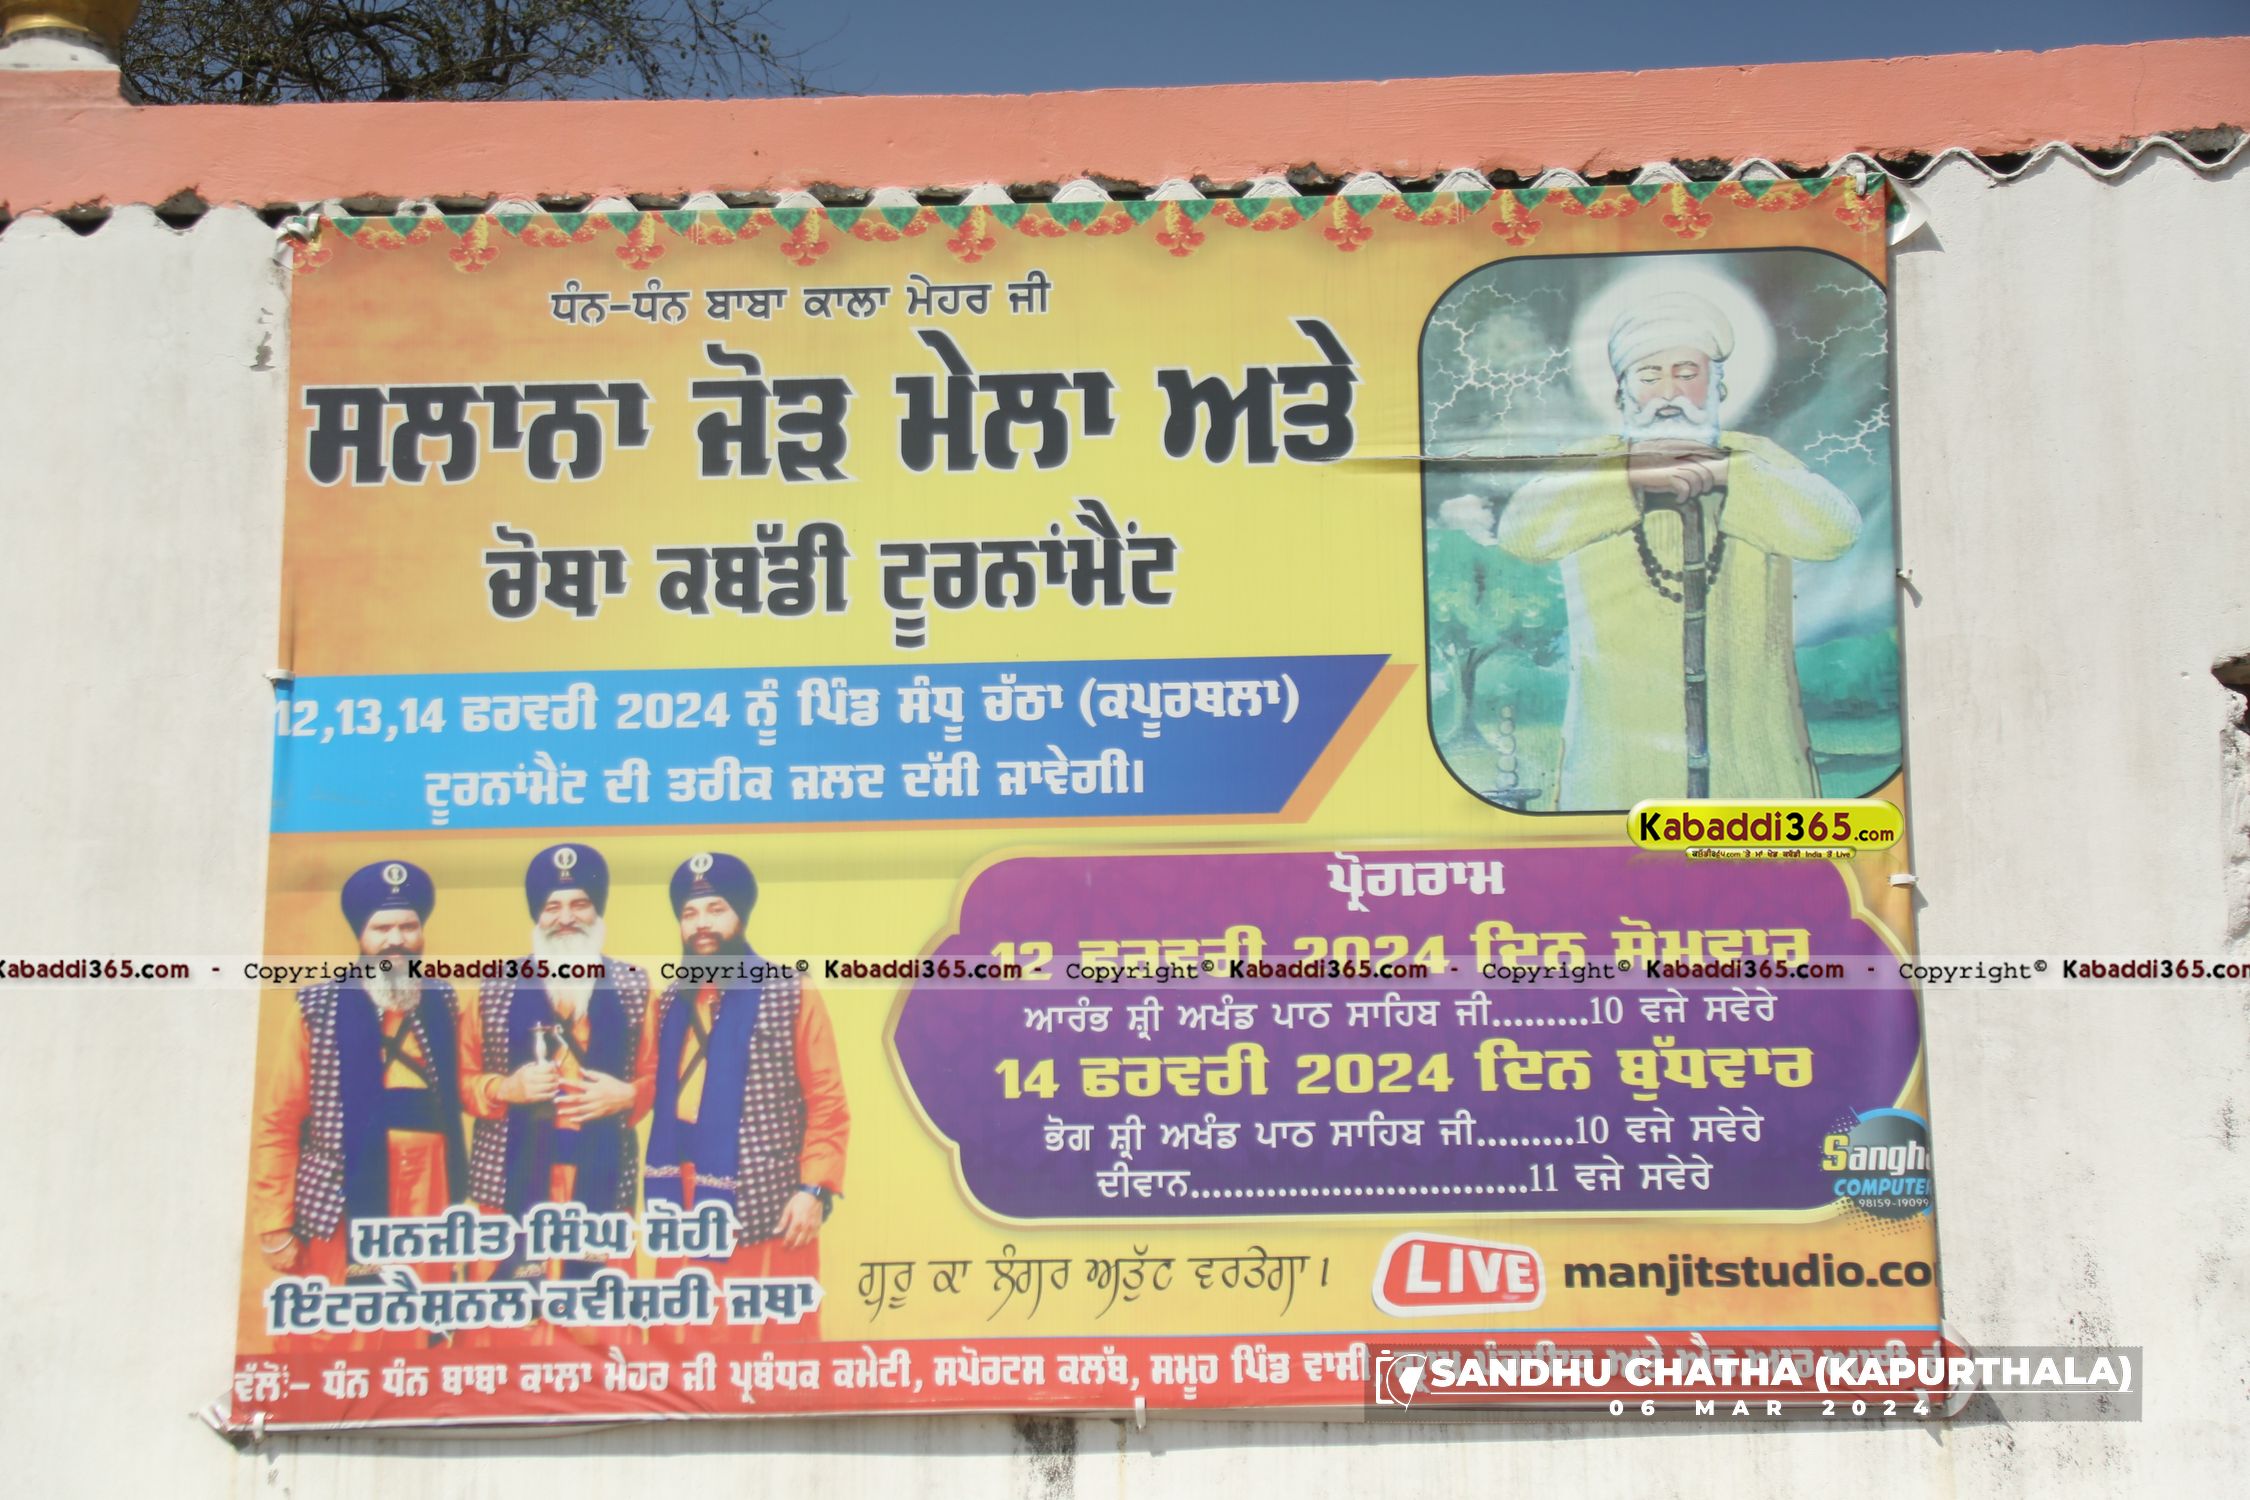 ਧੰਨ-ਧੰਨ ਬਾਬਾ ਕਾਲਾ ਮੇਹਰ ਜੀ
ਸਲਾਨਾ ਜੋੜ ਮੇਲਾ ਅਤੇ
ਚੋਥਾ ਕਬੱਡੀ ਟੂਰਨਾਂਮੈਂਟ
12,13,14 ਫਰਵਰੀ 2024 ਨੂੰ ਪਿੰਡ ਸੰਧੂ ਚੱਠਾ (ਕਪੂਰਥਲਾ)
ਟੂਰਨਾਂਮੈਂਟ ਦੀ ਤਰੀਕ ਜਲਦ ਦੱਸੀ ਜਾਵੇਗੀ।
Kabaddi365.com
ਪ੍ਰੋਗਰਾਮ
12 ਫਰਵਰੀ 2024 ਦਿਨ ਸੋਮਵਾਰ
Kabaddi365.com - Copyright© Kabaddi365.com - Copyright© Kabaddi365.com - Copyright© Kabaddi365.com - Copyright© Kabaddi365.com - Copyright© Kabaddi365.com
ਆਰੰਭ ਸ਼੍ਰੀ ਅਖੰਡ ਪਾਠ ਸਾਹਿਬ ਜੀ.........10 ਵਜੇ ਸਵੇਰੇ
14 ਫਰਵਰੀ 2024 ਦਿਨ ਬੁੱਧਵਾਰ
ਭੋਗ ਸ਼੍ਰੀ ਅਖੰਡ ਪਾਠ ਸਾਹਿਬ ਜੀ.........10 ਵਜੇ ਸਵੇਰੇ
ਦੀਵਾਨ................................11 ਵਜੇ ਸਵੇਰੇ
98159-19099
ਮਨਜੀਤ ਸਿੰਘ ਸੋਹੀ
ਇੰਟਰਨੈਸ਼ਨਲ ਕਵੀਸ਼ਰੀ ਜਥਾ
ਗੁਰੂ ਕਾ ਲੰਗਰ ਅਤੁੱਟ ਵਰਤੇਗਾ।
LIVE manjitstudio.co
ਵੱਲੋਂ:- ਧੰਨ ਧੰਨ ਬਾਬਾ ਕਾਲਾ ਮੈਹਰ ਜੀ ਪ੍ਰਬੰਧਕ ਕਮੇਟੀ, ਸਪੋਰਟਸ ਕਲੱਬ, ਸਮੂਹ ਪਿੰਡ ਵਾਸੀ
SANDHU CHATHA (KAPURTHALA)
06 MAR 2024